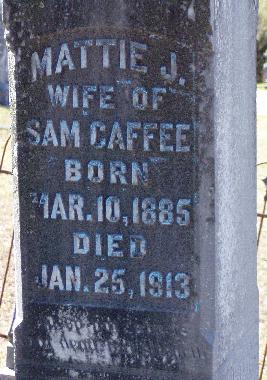 MATTIE J.
WIFE OF
SAM CAFFEE
BORN
MAR. 10, 1885
DIED
JAN. 25, 1913